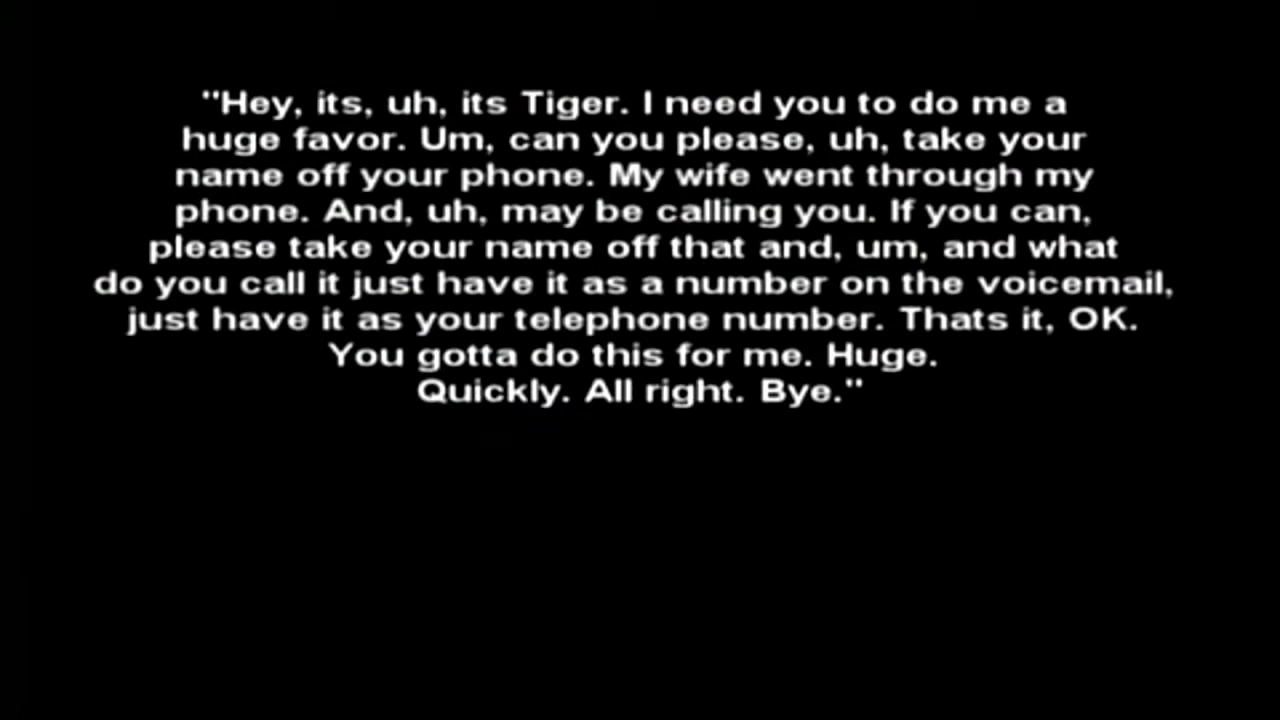 "Hey, its, uh, its Tiger. I need you to do me a
huge favor. Um, can you please, uh, take your
name off your phone. My wife went through my
phone. And, uh, may be calling you. If you can,
please take your name off that and, um, and what
do you call it just have it as a number on the voicemail,
just have it as your telephone number. Thats it, OK.
You gotta do this for me. Huge.
Quickly. All right. Bye."